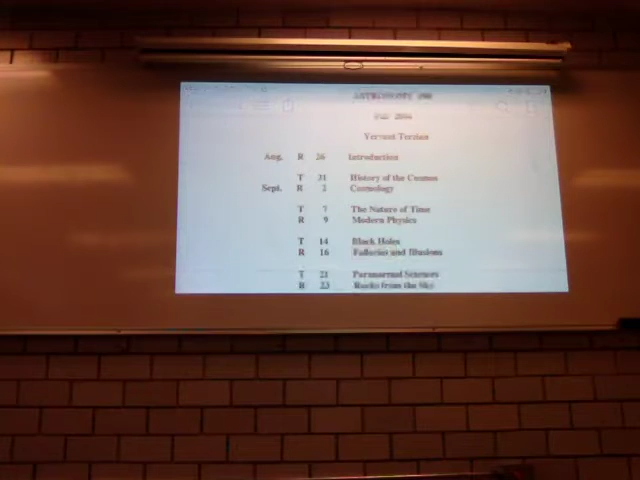 ASTRONOMY 490
Fall 2004
Yervant Terzian
Aug. R 26 Introduction
T 31 History of the Cosmos
Sept. R 2 Cosmology
T 7 The Nature of Time
R 9 Modern Physics
T 14 Black Holes
R 16 Fallacies and Illusions
T 21 Paranormal Sciences
R 23 Rocks from the Sky